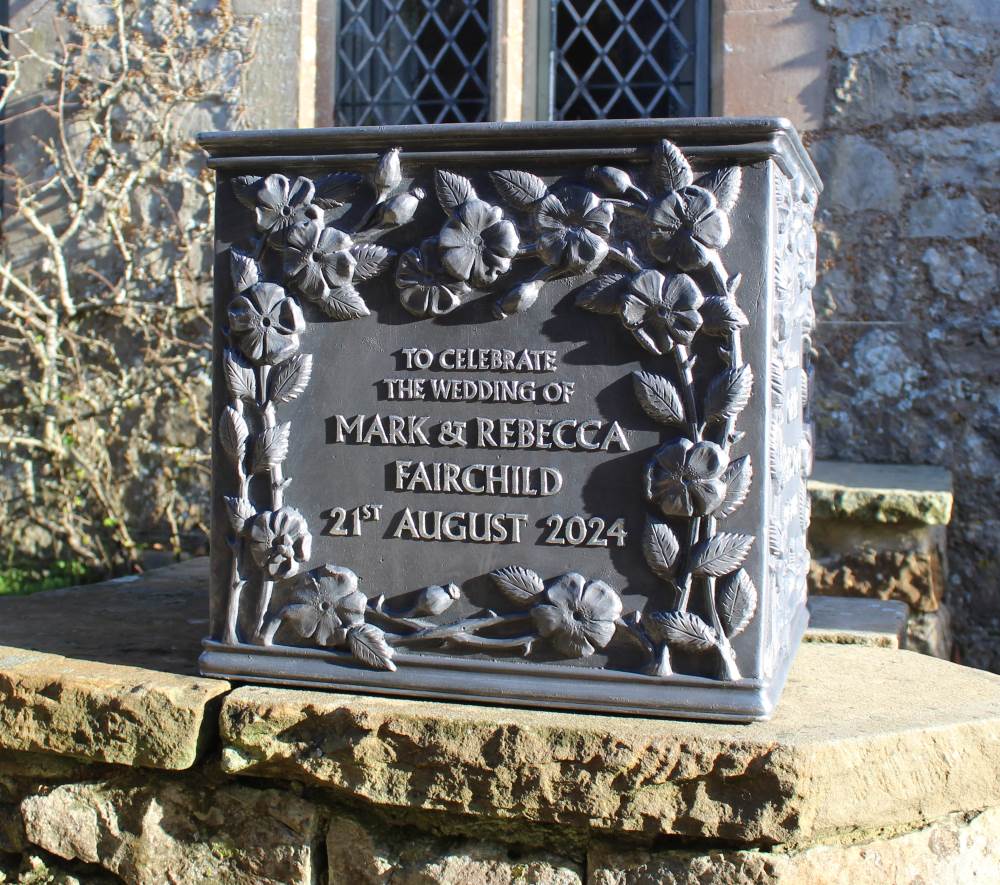 TO CELEBRATE
THE WEDDING OF
MARK & REBECCA
FAIRCHILD
21ST AUGUST 2024